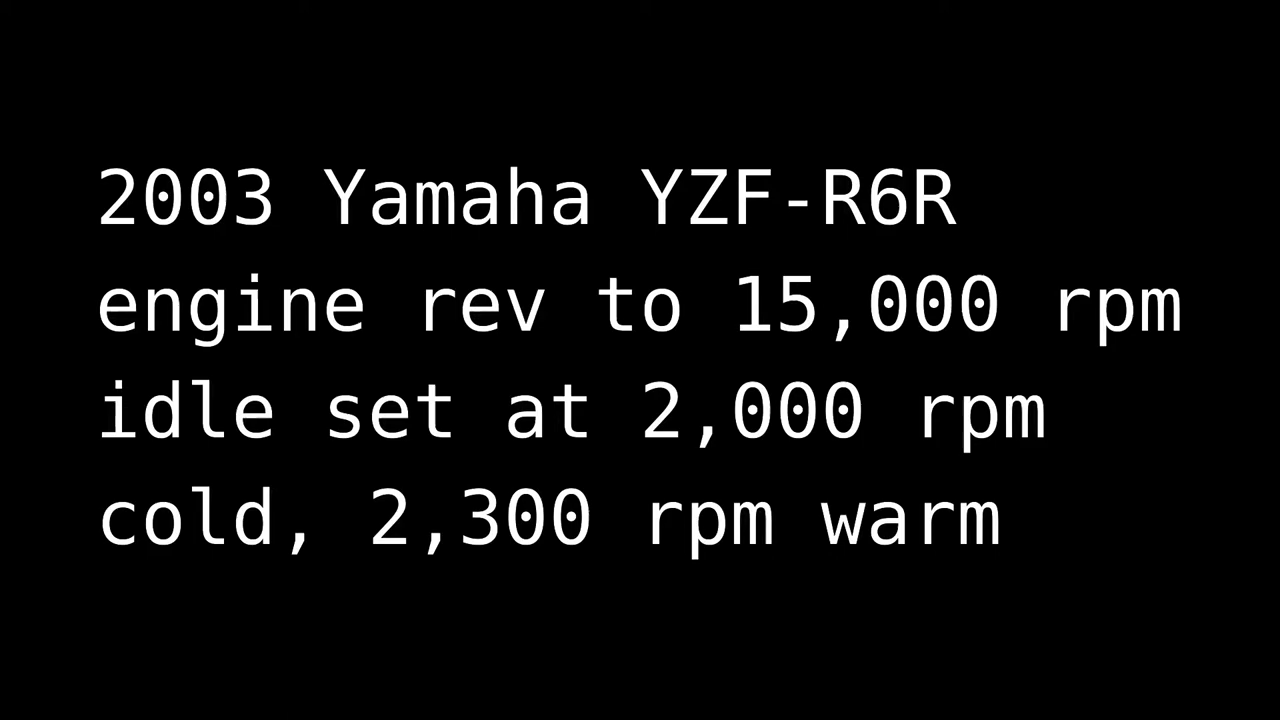 2003 Yamaha YZF-R6R
engine rev to 15,000 rpm
idle set at 2,000 rpm
cold, 2,300 rpm warm